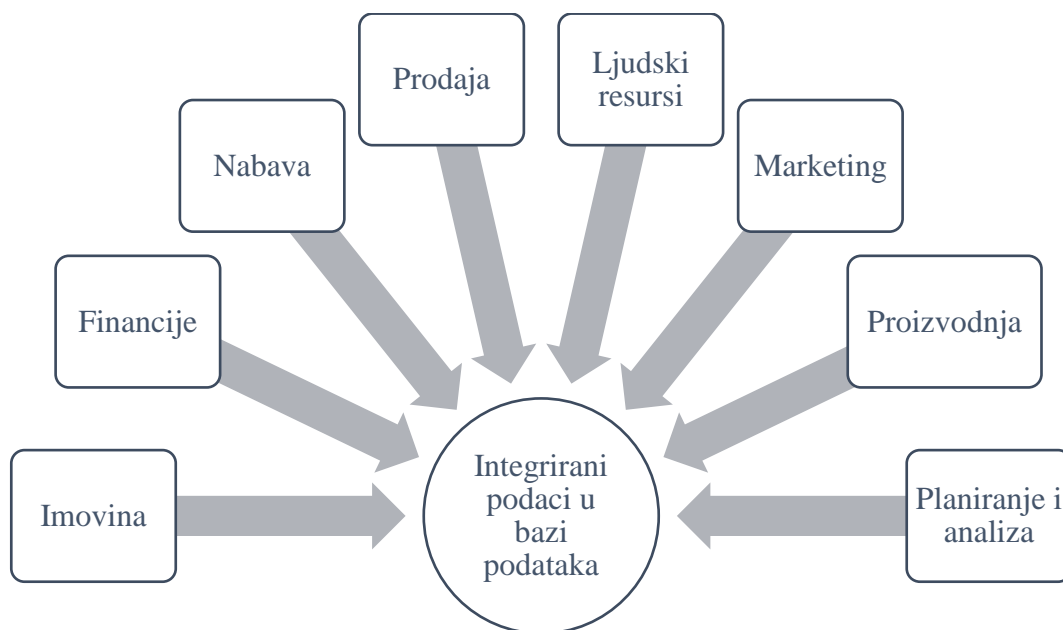 Prodaja
Ljudski
resursi
Nabava
Marketing
Financije
Proizvodnja
Imovina
Integrirani
podaci u
bazi
podataka
Planiranje i
analiza